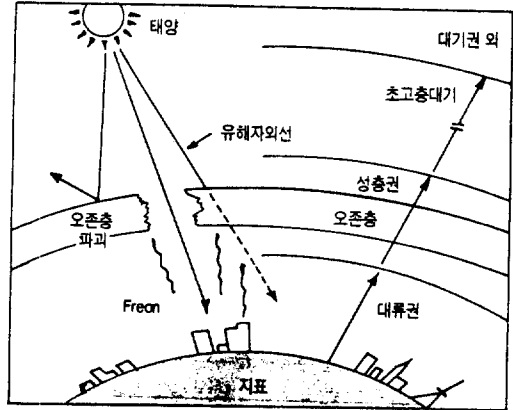 태양
대기권 외
초고층대기
유해자외선
성층권
오존층
파괴
오존층
Frean
대류권
지표